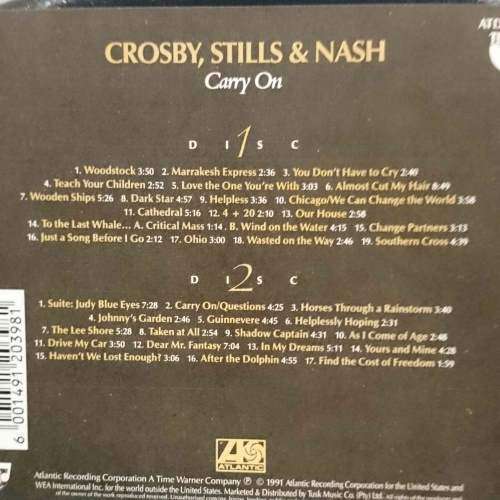 CROSBY, STILLS & NASH
Carry On
DISC 1
1. Woodstock 3:50 2. Marrakesh Express 2:36 3. You Don't Have to Cry 2:40
4. Teach Your Children 2:52 5. Love the One You're With 3:03 6. Almost Cut My Hair 8:49
7. Wooden Ships 5:26 8. Dark Star 4:57 9. Helpless 3:36 10. Chicago/We Can Change the World 3:58
11. Cathedral 5:16 12. 4 + 20 2:10 13. Our House 2:58
14. To the Last Whale... A. Critical Mass 1:14 B. Wind on the Water 4:15 15. Change Partners 3:13
16. Just a Song Before I Go 2:12 17. Ohio 3:00 18. Wasted on the Way 2:46 19. Southern Cross 4:39
DISC 2
1. Suite: Judy Blue Eyes 7:28 2. Carry On/Questions 4:25 3. Horses Through a Rainstorm 3:40
4. Johnny's Garden 2:46 5. Guinnevere 4:45 6. Helplessly Hoping 2:31
7. The Lee Shore 5:28 8. Taken at All 2:54 9. Shadow Captain 4:31 10. As I Come of Age 2:46
11. Drive My Car 3:50 12. Dear Mr. Fantasy 7:04 13. In My Dreams 5:11 14. Yours and Mine 4:28
15. Haven't We Lost Enough? 3:06 16. After the Dolphin 4:55 17. Find the Cost of Freedom 1:59
6 001491 203981
ATLANTIC
Atlantic Recording Corporation A Time Warner Company ℗ © 1991 Atlantic Recording Corporation for the United States and
WEA International Inc. for the world outside the United States. Marketed & Distributed by Tusk Music Co. (Pty) Ltd.
of the owner of the work reproduced reserved.